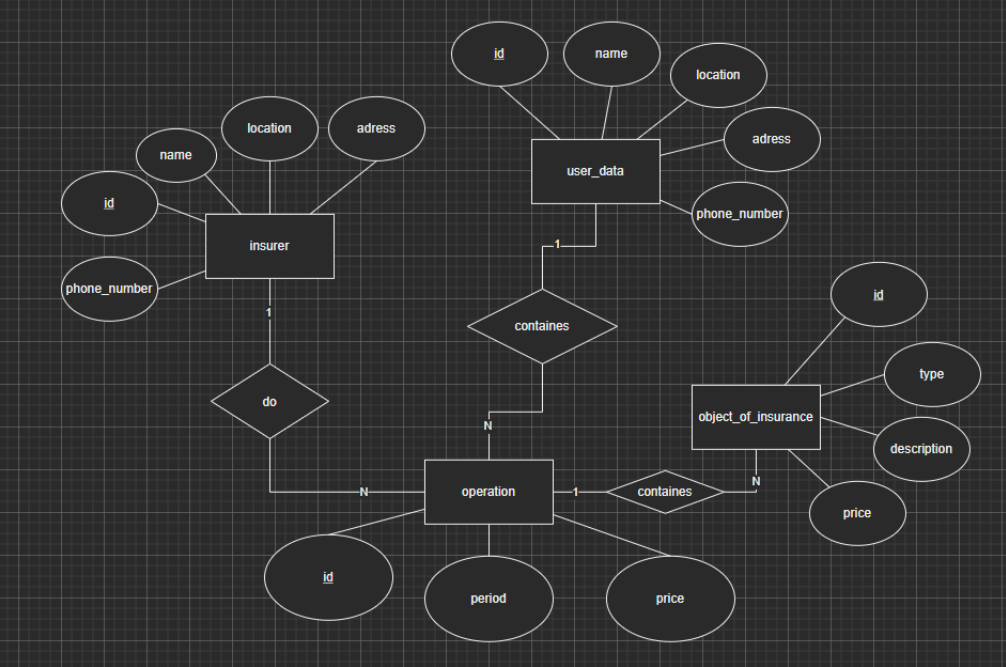 id
name
location
adress
phone_number
user_data
location
adress
name
id
phone_number
insurer
1
1
do
containes
N
N
id
type
description
price
object_of_insurance
N
containes
1
operation
id
period
price